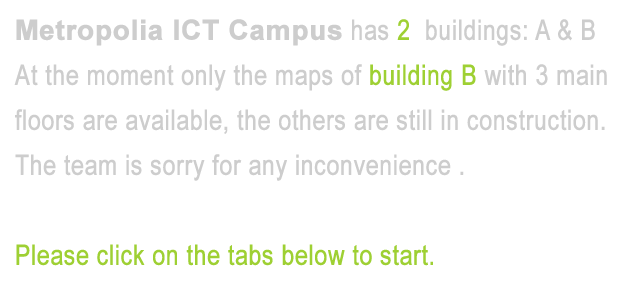 Metropolia ICT Campus has 2 buildings: A & B
At the moment only the maps of building B with 3 main
floors are available, the others are still in construction.
The team is sorry for any inconvenience .
Please click on the tabs below to start.